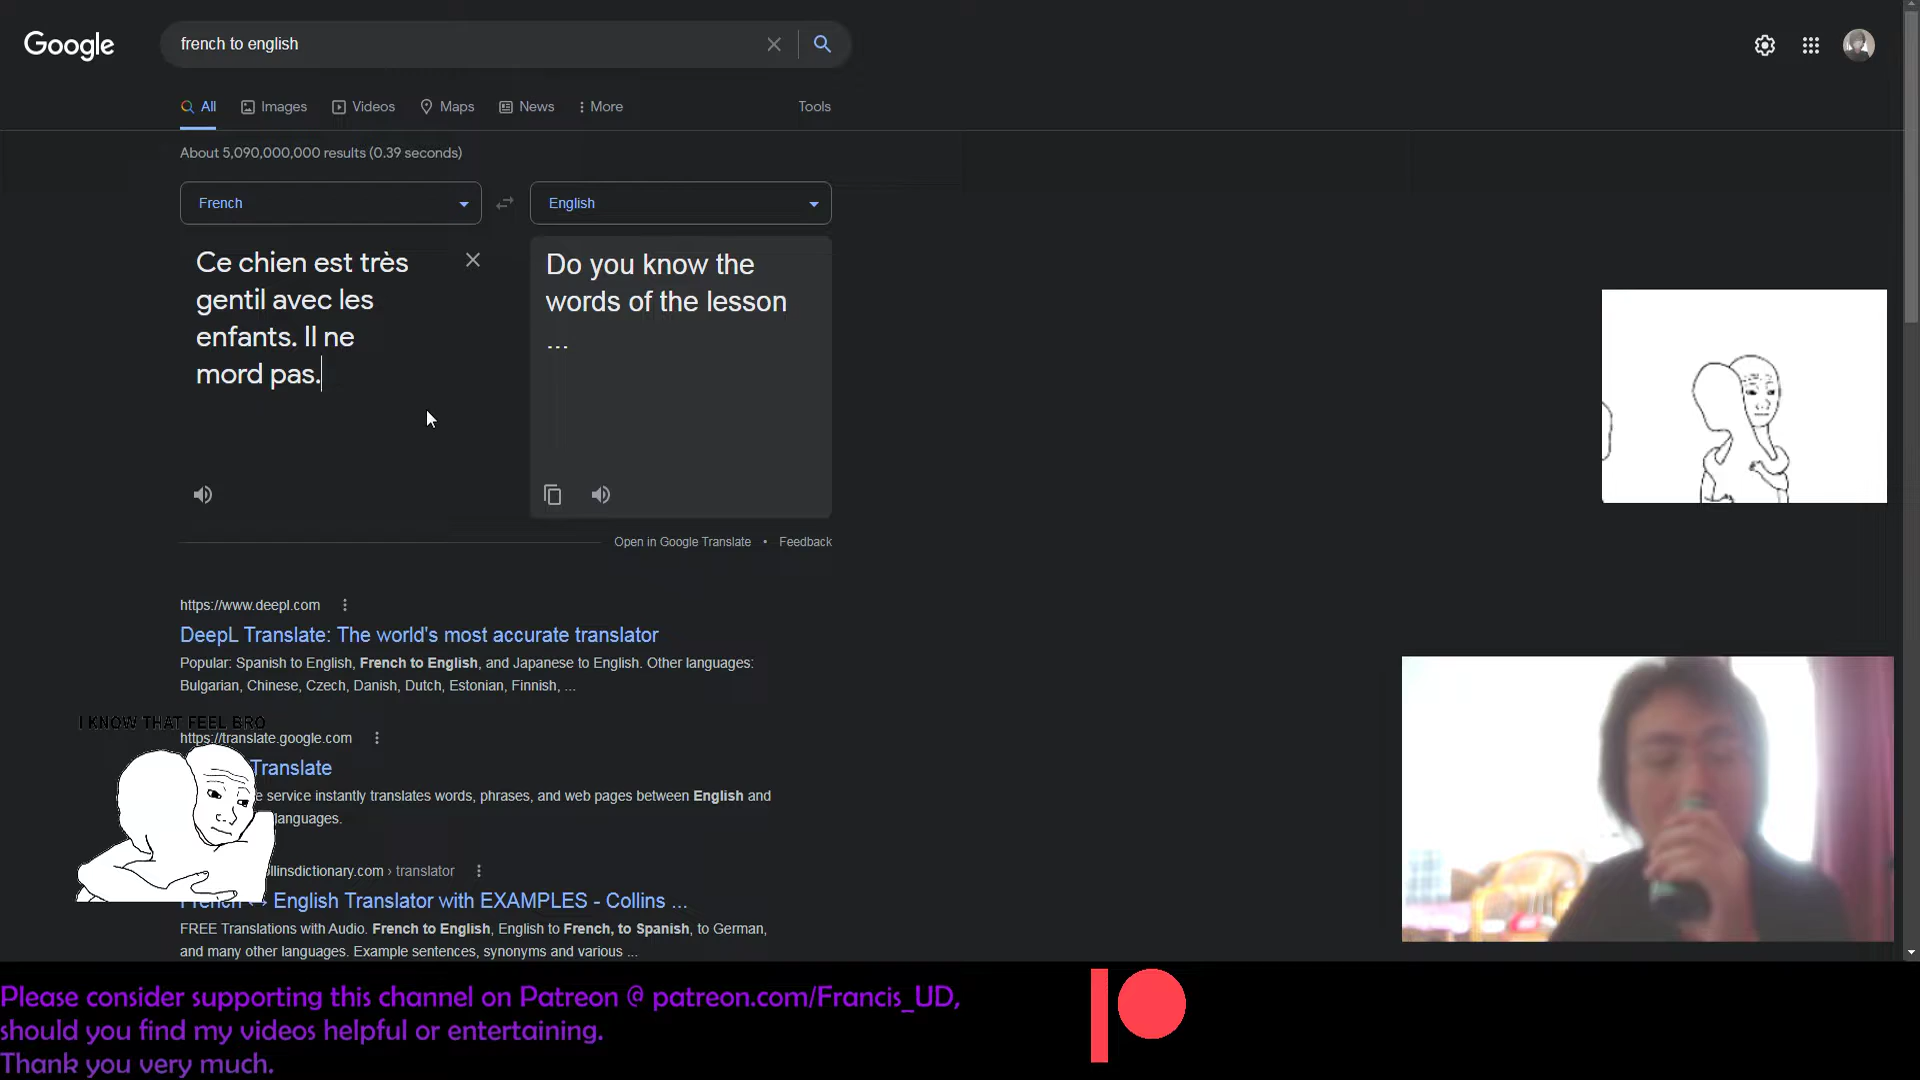 Google
french to english
All
Images
Videos
Maps
News
More
Tools
About 5,090,000,000 results (0.39 seconds)
French
English
Ce chien est très
gentil avec les
enfants. Il ne
mord pas.
Do you know the
words of the lesson
...
Open in Google Translate • Feedback
https://www.deepl.com
DeepL Translate: The world's most accurate translator
Popular: Spanish to English, French to English, and Japanese to English. Other languages:
Bulgarian, Chinese, Czech, Danish, Dutch, Estonian, Finnish, ...
I KNOW THAT FEEL BRO
https://translate.google.com
Translate
service instantly translates words, phrases, and web pages between English and
languages.
llinsdictionary.com › translator
French ↔ English Translator with EXAMPLES - Collins ...
FREE Translations with Audio. French to English, English to French, to Spanish, to German,
and many other languages. Example sentences, synonyms and various ...
Please consider supporting this channel on Patreon @ patreon.com/Francis_UD,
should you find my videos helpful or entertaining.
Thank you very much.